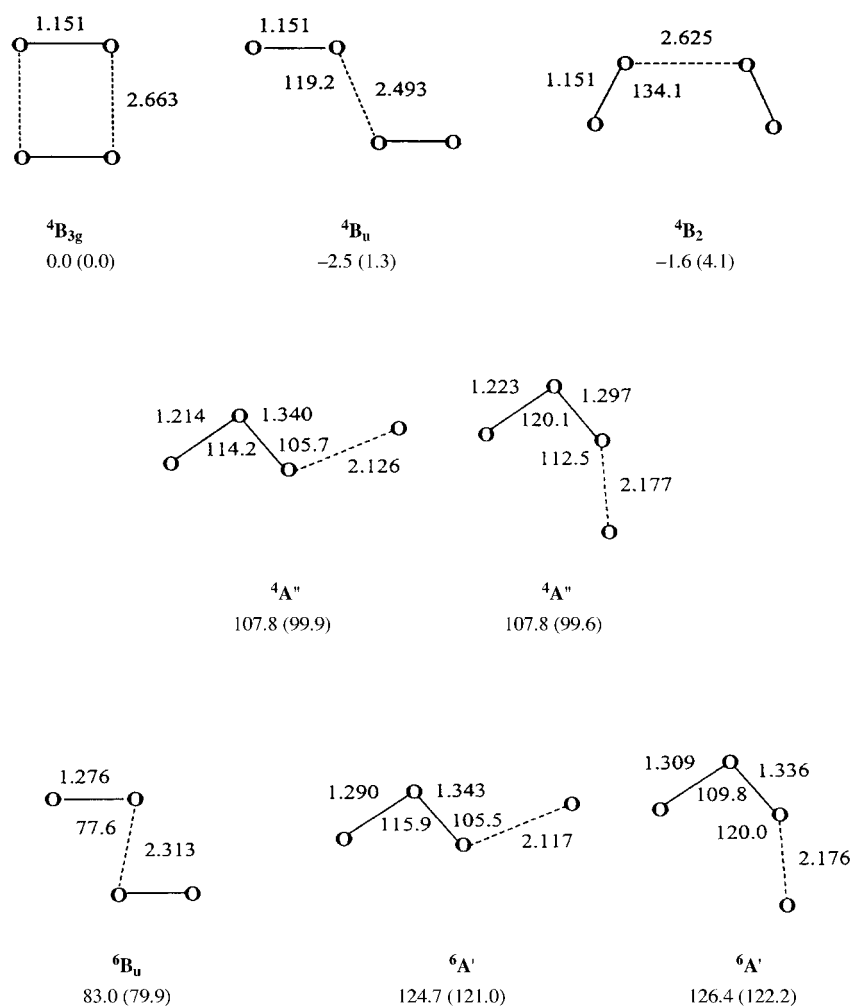 1.151
O O
2.663
O O
⁴B₃g
0.0 (0.0)
1.151
O O
119.2
2.493
O O
⁴Bᵤ
–2.5 (1.3)
2.625
O O
1.151
134.1
O O
⁴B₂
–1.6 (4.1)
1.214
O
1.340
O
114.2
105.7
O
O
2.126
⁴A"
107.8 (99.9)
1.223
O
1.297
O
120.1
O
112.5
2.177
O
⁴A"
107.8 (99.6)
1.276
O O
77.6
2.313
O O
⁶Bᵤ
83.0 (79.9)
1.290
O
1.343
O
115.9
105.5
O
O
2.117
⁶A'
124.7 (121.0)
1.309
O
1.336
O
109.8
O
120.0
2.176
O
⁶A'
126.4 (122.2)